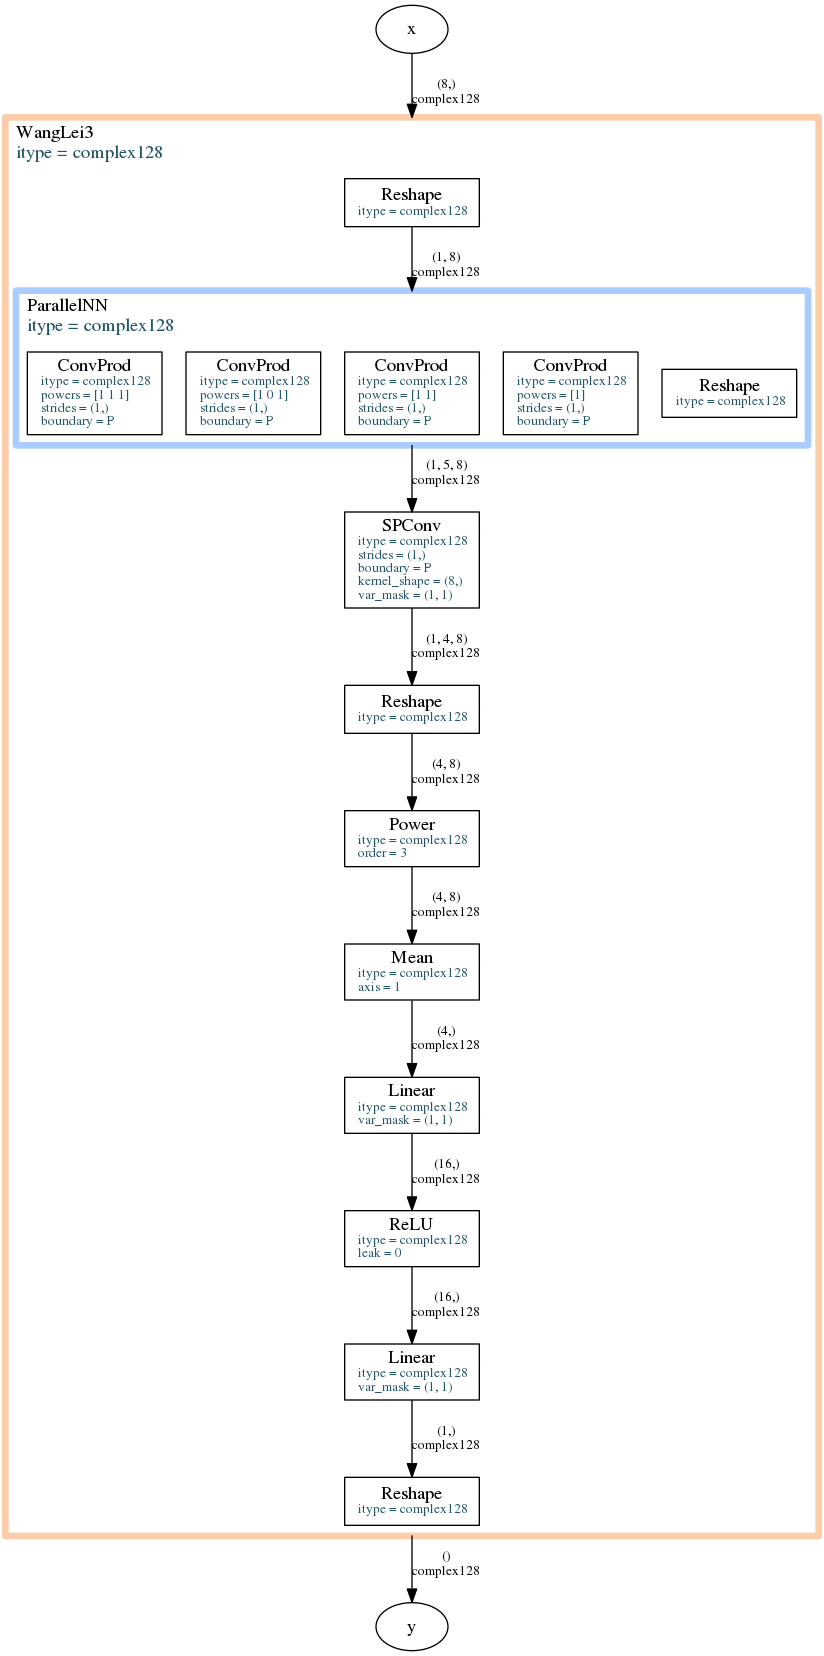 x
(8,)
complex128
WangLei3
itype = complex128
Reshape
itype = complex128
(1, 8)
complex128
ParallelNN
itype = complex128
ConvProd
itype = complex128
powers = [1 1 1]
strides = (1,)
boundary = P
ConvProd
itype = complex128
powers = [1 0 1]
strides = (1,)
boundary = P
ConvProd
itype = complex128
powers = [1 1]
strides = (1,)
boundary = P
ConvProd
itype = complex128
powers = [1]
strides = (1,)
boundary = P
Reshape
itype = complex128
(1, 5, 8)
complex128
SPConv
itype = complex128
strides = (1,)
boundary = P
kernel_shape = (8,)
var_mask = (1, 1)
(1, 4, 8)
complex128
Reshape
itype = complex128
(4, 8)
complex128
Power
itype = complex128
order = 3
(4, 8)
complex128
Mean
itype = complex128
axis = 1
(4,)
complex128
Linear
itype = complex128
var_mask = (1, 1)
(16,)
complex128
ReLU
itype = complex128
leak = 0
(16,)
complex128
Linear
itype = complex128
var_mask = (1, 1)
(1,)
complex128
Reshape
itype = complex128
()
complex128
y